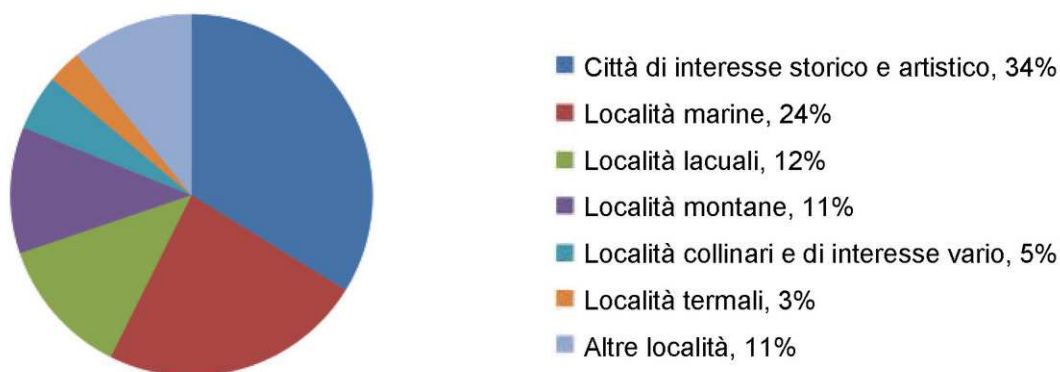 Città di interesse storico e artistico, 34%
Località marine, 24%
Località lacuali, 12%
Località montane, 11%
Località collinari e di interesse vario, 5%
Località termali, 3%
Altre località, 11%